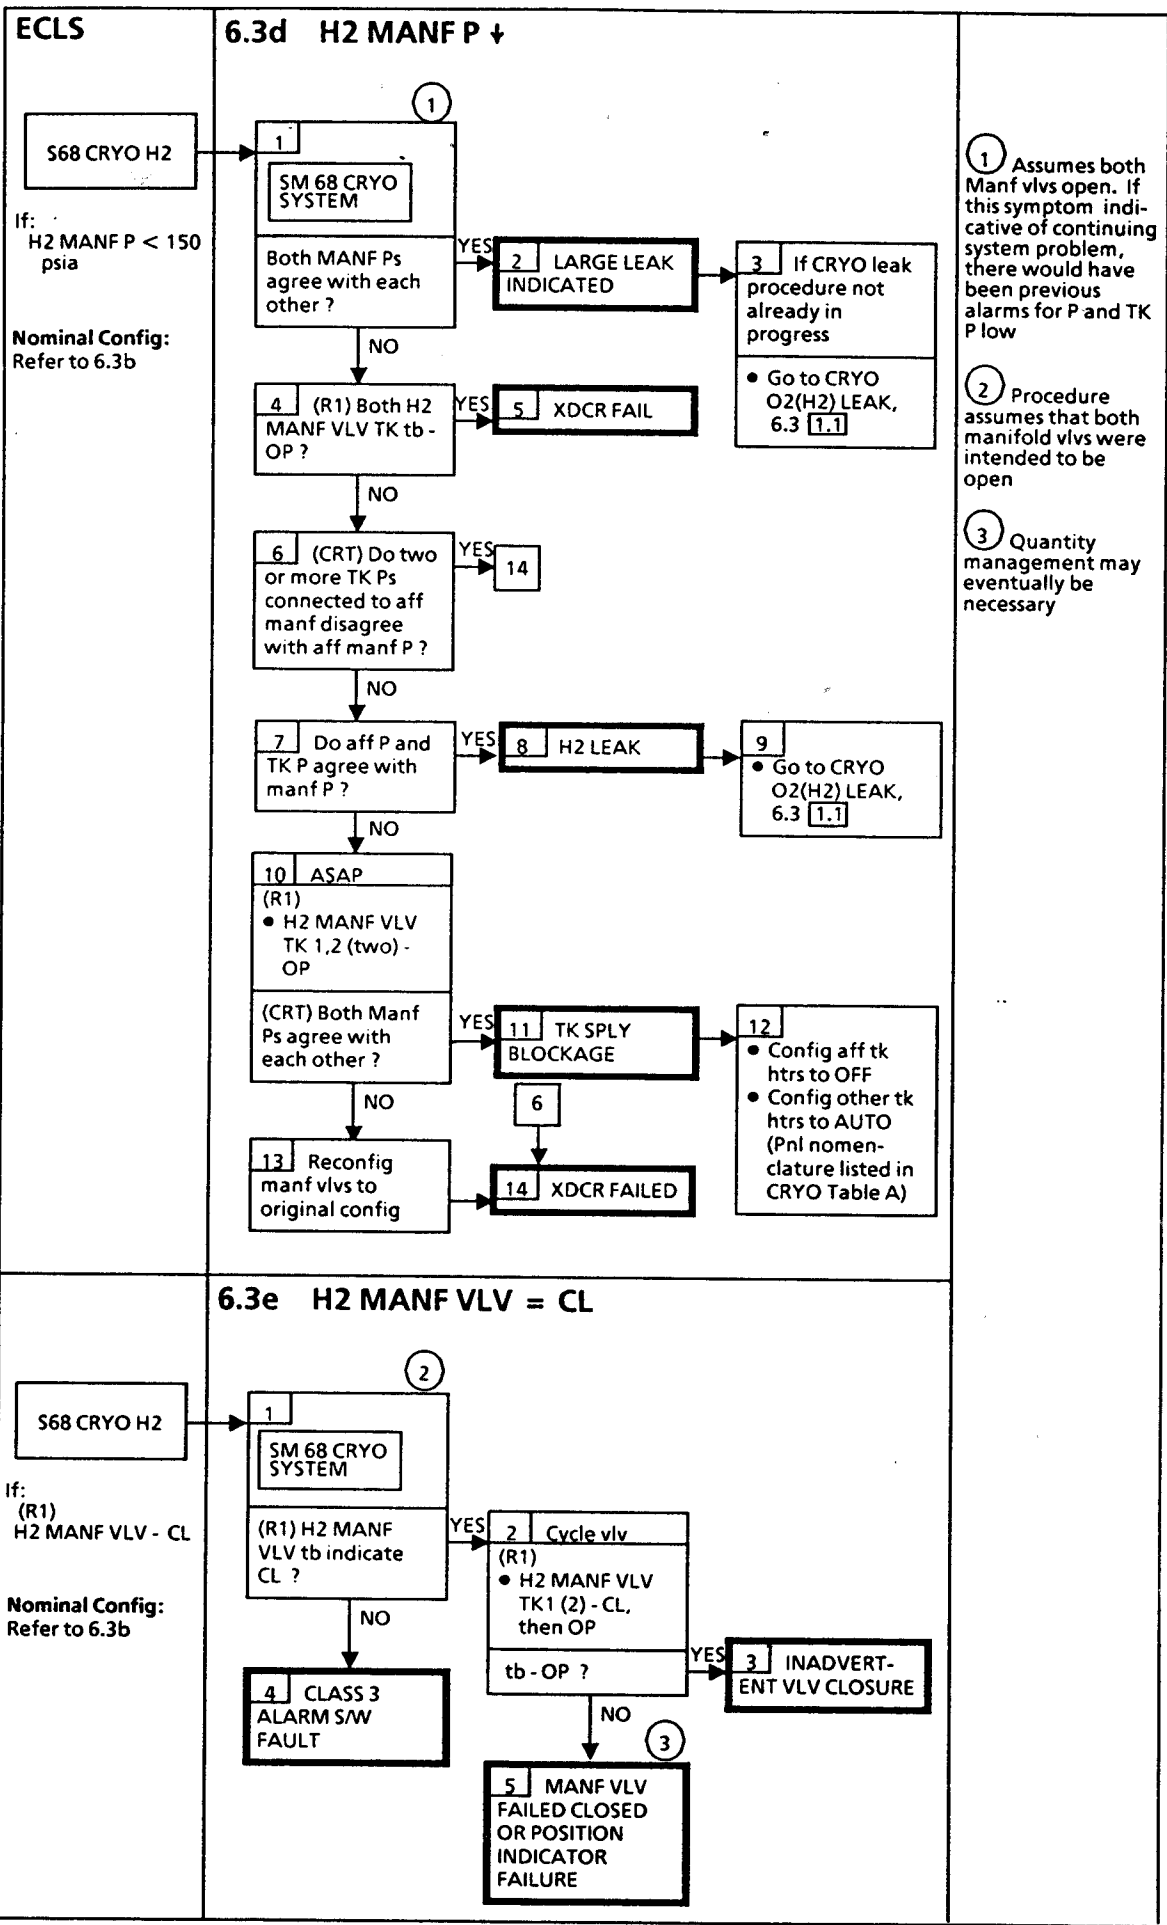 ECLS
6.3d H2 MANF P ↓
1
S68 CRYO H2
If:
H2 MANF P < 150
psia
Nominal Config:
Refer to 6.3b
1
SM 68 CRYO
SYSTEM
Both MANF Ps
agree with each
other ?
YES
2 LARGE LEAK
INDICATED
3 If CRYO leak
procedure not
already in
progress
• Go to CRYO
O2(H2) LEAK,
6.3 1.1
NO
4 (R1) Both H2
MANF VLV TK tb -
OP ?
YES
5 XDCR FAIL
NO
6 (CRT) Do two
or more TK Ps
connected to aff
manf disagree
with aff manf P ?
YES
14
NO
7 Do aff P and
TK P agree with
manf P ?
YES
8 H2 LEAK
9
• Go to CRYO
O2(H2) LEAK,
6.3 1.1
NO
10 ASAP
(R1)
• H2 MANF VLV
TK 1,2 (two) -
OP
(CRT) Both Manf
Ps agree with
each other ?
YES
11 TK SPLY
BLOCKAGE
12
• Config aff tk
htrs to OFF
• Config other tk
htrs to AUTO
(Pnl nomen-
clature listed in
CRYO Table A)
NO
6
13 Reconfig
manf vlvs to
original config
14 XDCR FAILED
1 Assumes both
Manf vlvs open. If
this symptom indi-
cative of continuing
system problem,
there would have
been previous
alarms for P and TK
P low
2 Procedure
assumes that both
manifold vlvs were
intended to be
open
3 Quantity
management may
eventually be
necessary
6.3e H2 MANF VLV = CL
2
S68 CRYO H2
If:
(R1)
H2 MANF VLV - CL
Nominal Config:
Refer to 6.3b
1
SM 68 CRYO
SYSTEM
(R1) H2 MANF
VLV tb indicate
CL ?
YES
2 Cycle vlv
(R1)
• H2 MANF VLV
TK1 (2) - CL,
then OP
tb - OP ?
YES
3 INADVERT-
ENT VLV CLOSURE
NO
4 CLASS 3
ALARM S/W
FAULT
NO
3
5 MANF VLV
FAILED CLOSED
OR POSITION
INDICATOR
FAILURE